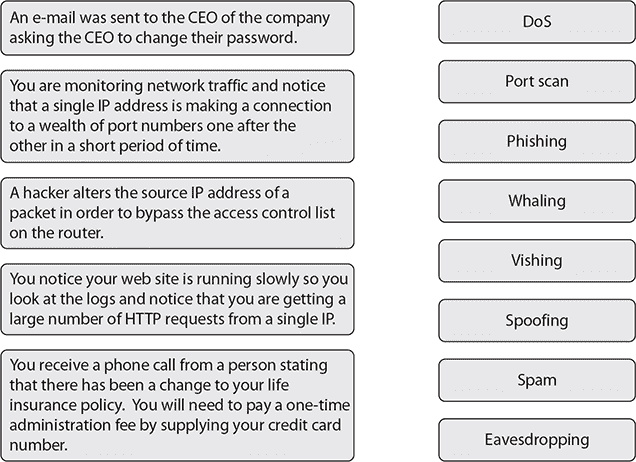 An e-mail was sent to the CEO of the company
asking the CEO to change their password.
You are monitoring network traffic and notice
that a single IP address is making a connection
to a wealth of port numbers one after the
other in a short period of time.
A hacker alters the source IP address of a
packet in order to bypass the access control list
on the router.
You notice your web site is running slowly so you
look at the logs and notice that you are getting a
large number of HTTP requests from a single IP.
You receive a phone call from a person stating
that there has been a change to your life
insurance policy. You will need to pay a one-time
administration fee by supplying your credit card
number.
DoS
Port scan
Phishing
Whaling
Vishing
Spoofing
Spam
Eavesdropping